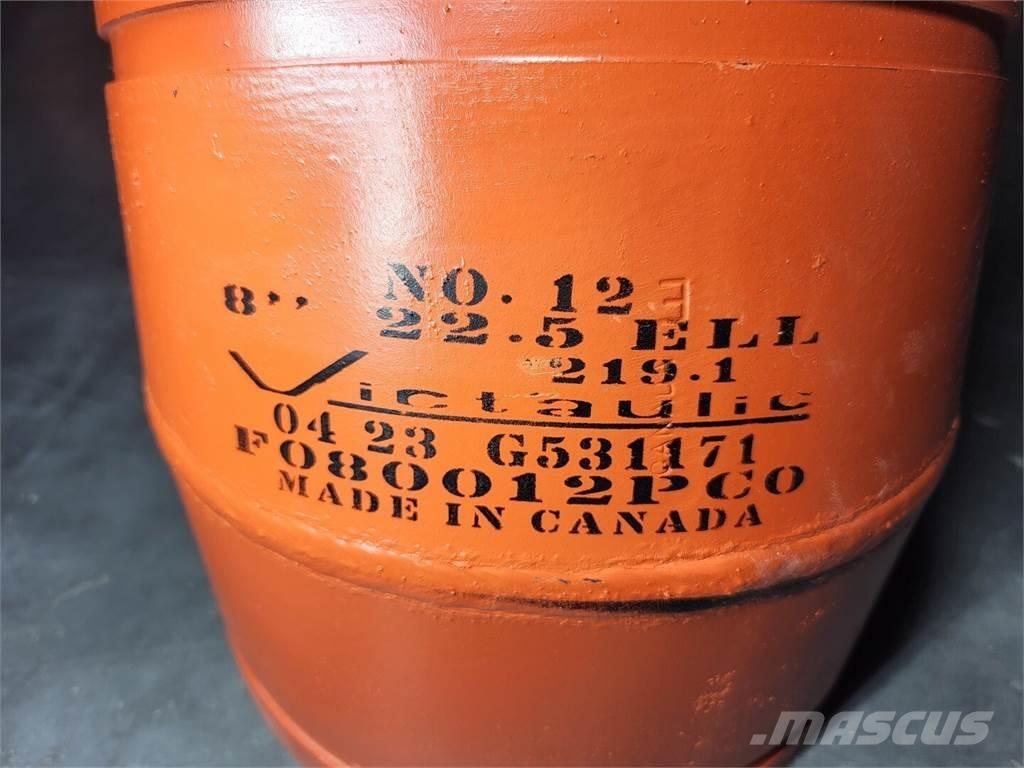 NO. 12
8’’ 22.5 ELL
219.1
Victaulic
04 23 G531171
F080012PCO
MADE IN CANADA
MASCUS